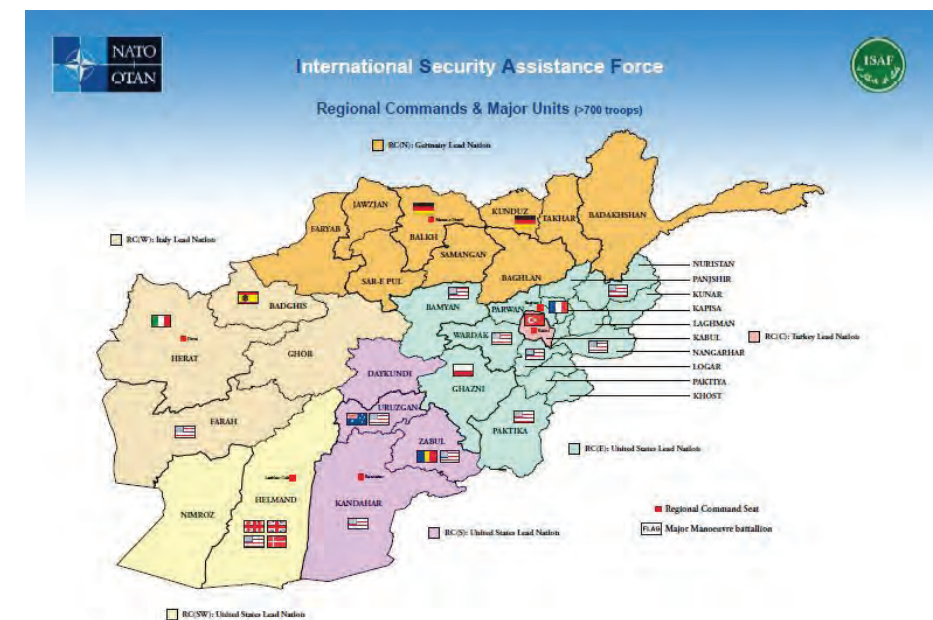 NATO
OTAN
International Security Assistance Force
ISAF
Regional Commands & Major Units (>700 troops)
RC(N): Germany Lead Nation
JAWZJAN
KUNDUZ
TAKHAR
BADAKHSHAN
FARYAB
BALKH
RC(W): Italy Lead Nation
SAMANGAN
SAR-E PUL
BAGHLAN
NURISTAN
PANJSHIR
BADGHIS
BAMYAN
PARWAN
KUNAR
KAPISA
LAGHMAN
WARDAK
KABUL
RC(C): Turkey Lead Nation
HERAT
GHOR
NANGARHAR
LOGAR
DAYKUNDI
GHAZNI
PAKTIYA
KHOST
URUZGAN
FARAH
PAKTIKA
ZABUL
RC(E): United States Lead Nation
HELMAND
KANDAHAR
NIMROZ
Regional Command Seat
FLAG Major Manoeuvre battallion
RC(S): United States Lead Nation
RC(SW): United States Lead Nation